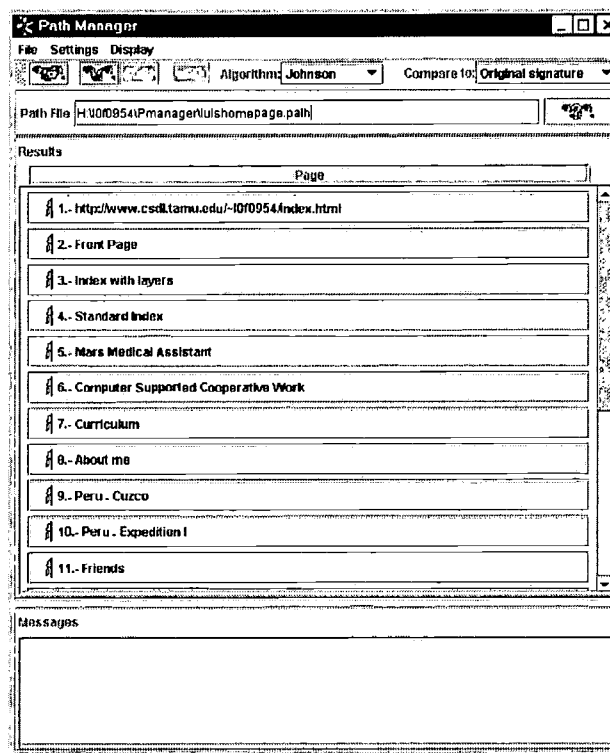 Path Manager
File Settings Display
Algorithm: Johnson Compare to: Original signature
Path File H:\l0f0954\Pmanager\luishomepage.path
Results
Page
1.- http://www.csdl.tamu.edu/~l0f0954/index.html
2.- Front Page
3.- Index with layers
4.- Standard Index
5.- Mars Medical Assistant
6.- Computer Supported Cooperative Work
7.- Curriculum
8.- About me
9.- Peru - Cuzco
10.- Peru - Expedition I
11.- Friends
Messages